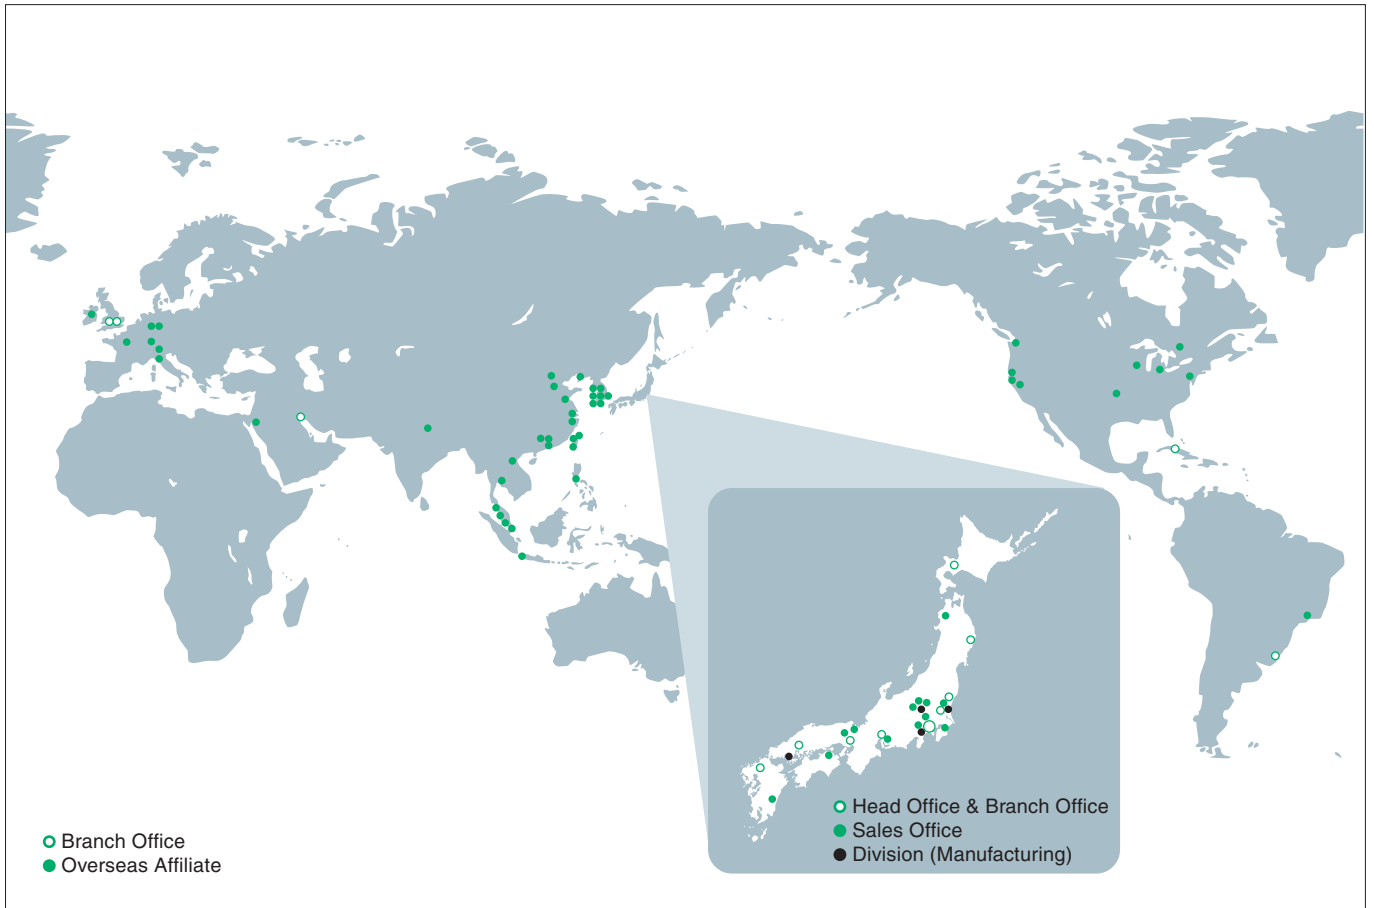 Head Office & Branch Office
Sales Office
Division (Manufacturing)
Branch Office
Overseas Affiliate